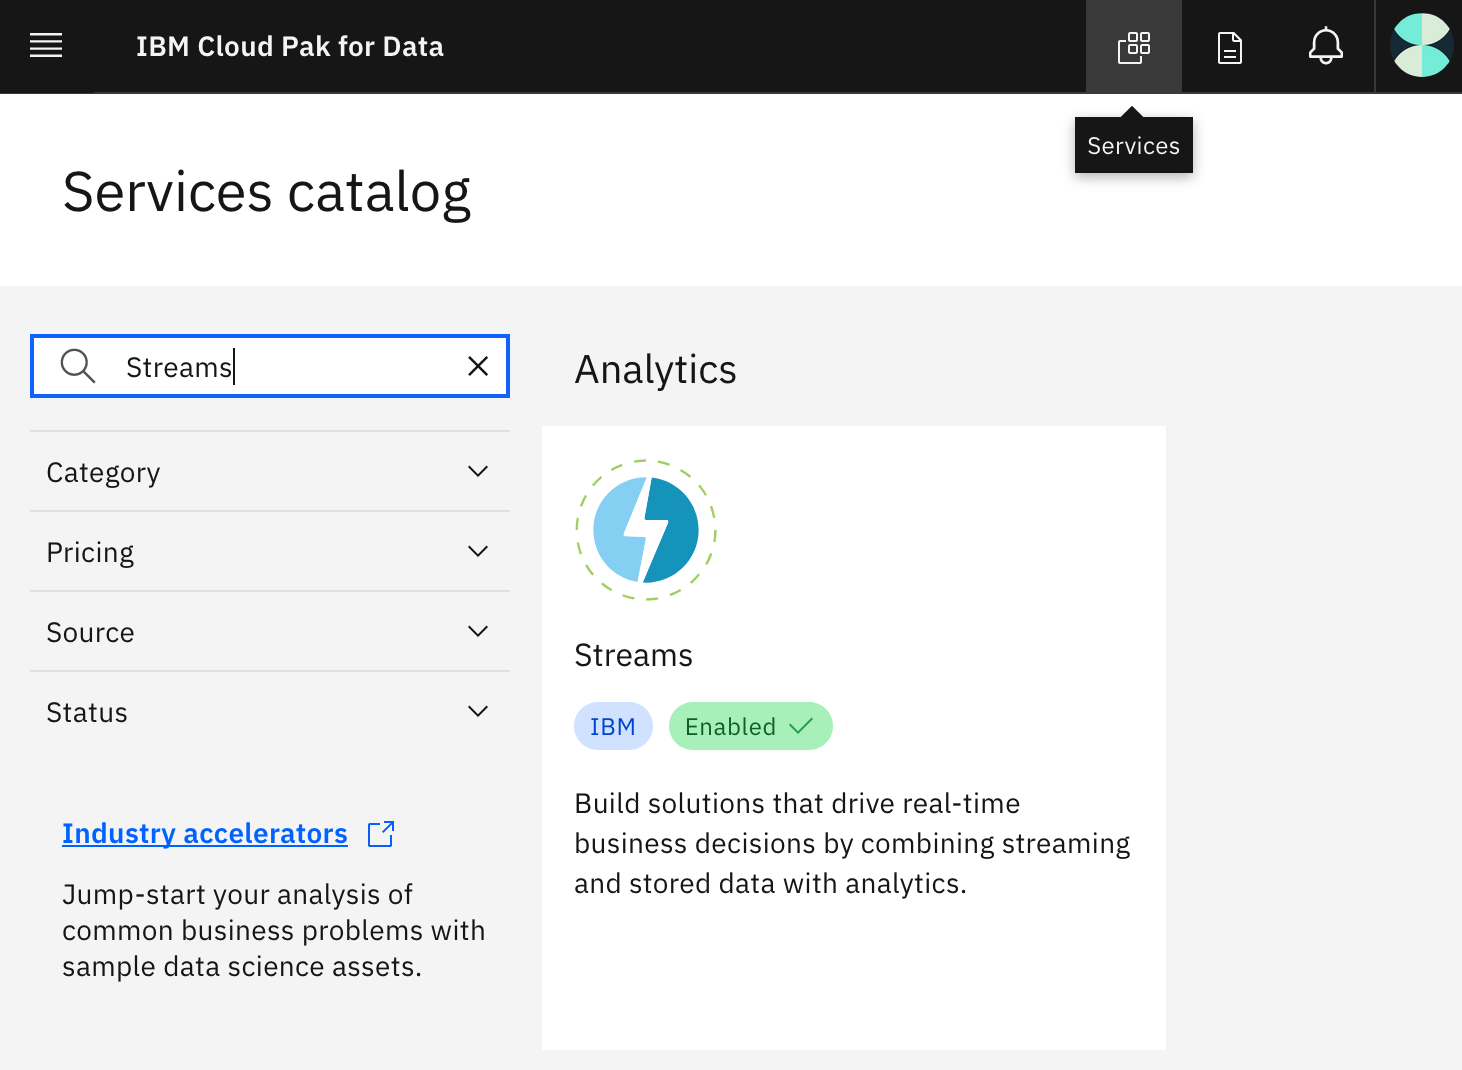 IBM Cloud Pak for Data
Services
Services catalog
Streams
Category
Pricing
Source
Status
Industry accelerators
Jump-start your analysis of
common business problems with
sample data science assets.
Analytics
Streams
IBM
Enabled
Build solutions that drive real-time
business decisions by combining streaming
and stored data with analytics.